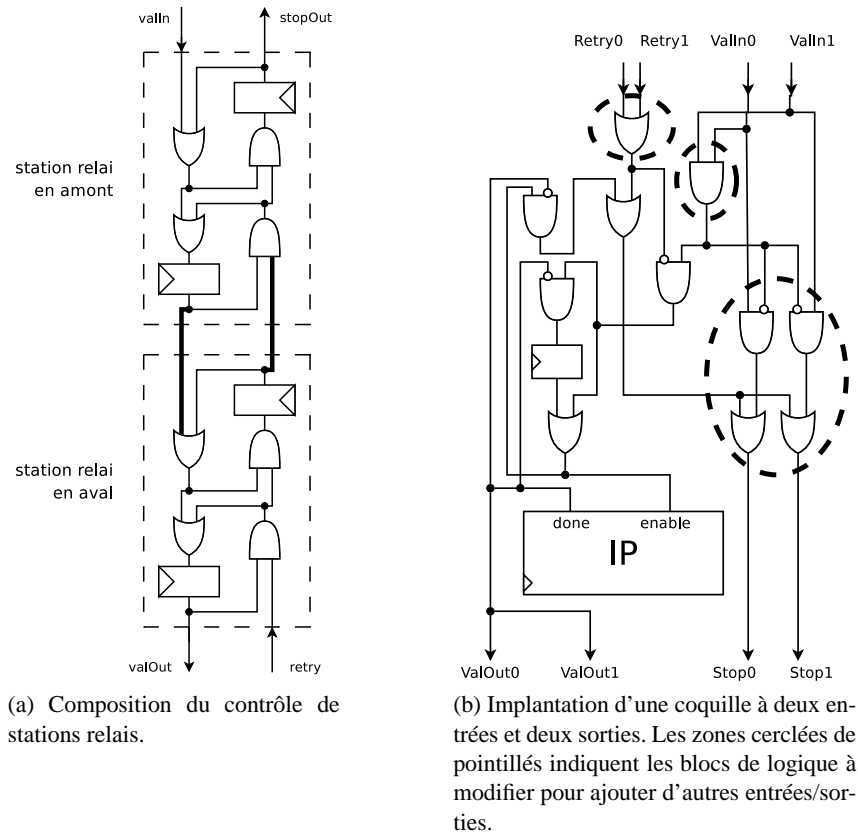 valIn
stopOut
station relai
en amont
station relai
en aval
valOut
retry
(a) Composition du contrôle de
stations relais.
Retry0
Retry1
ValIn0
ValIn1
done
enable
IP
ValOut0
ValOut1
Stop0
Stop1
(b) Implantation d'une coquille à deux en-
trées et deux sorties. Les zones cerclées de
pointillés indiquent les blocs de logique à
modifier pour ajouter d'autres entrées/sor-
ties.